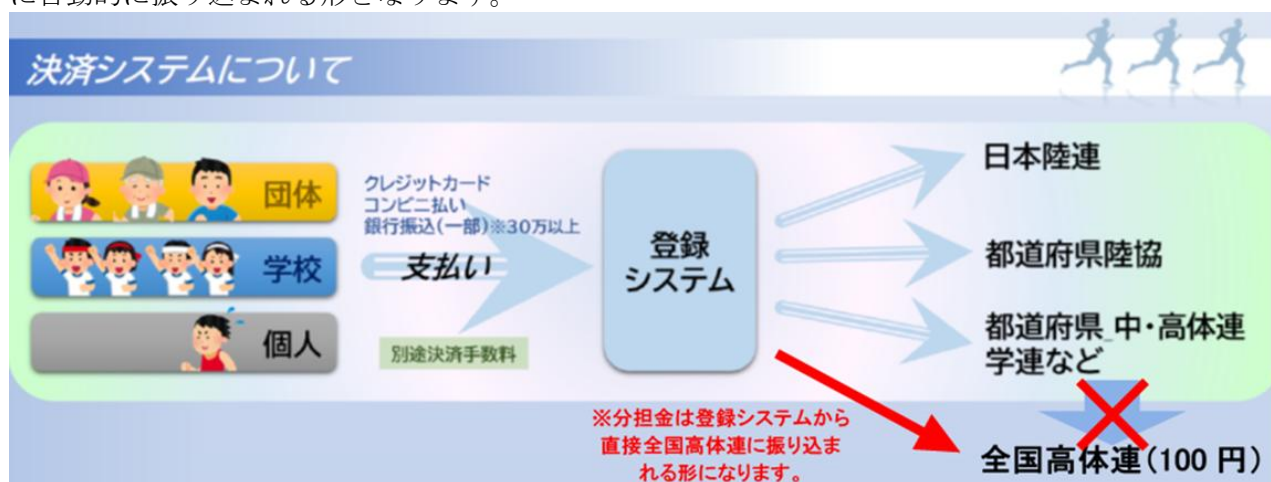 に自動的に振り込まれる形となります。
決済システムについて
団体
学校
個人
クレジットカード
コンビニ払い
銀行振込(一部)※30万以上
支払い
別途決済手数料
登録
システム
日本陸連
都道府県陸協
都道府県_中・高体連
学連など
※分担金は登録システムから
直接全国高体連に振り込ま
れる形になります。
全国高体連(100 円)